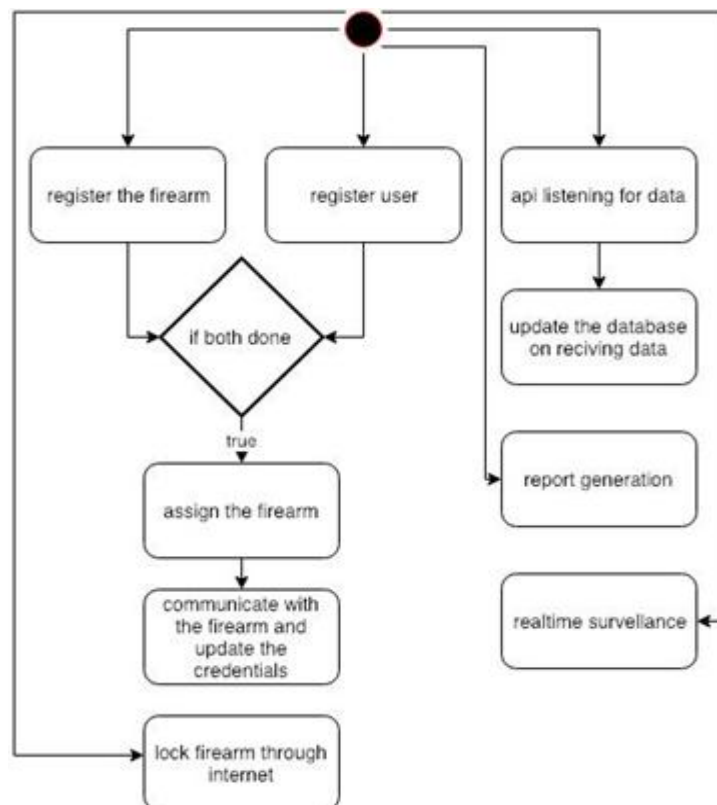 register the firearm
register user
api listening for data
if both done
update the database
on reciving data
true
assign the firearm
report generation
communicate with
the firearm and
update the
credentials
realtime survellance
lock firearm through
internet